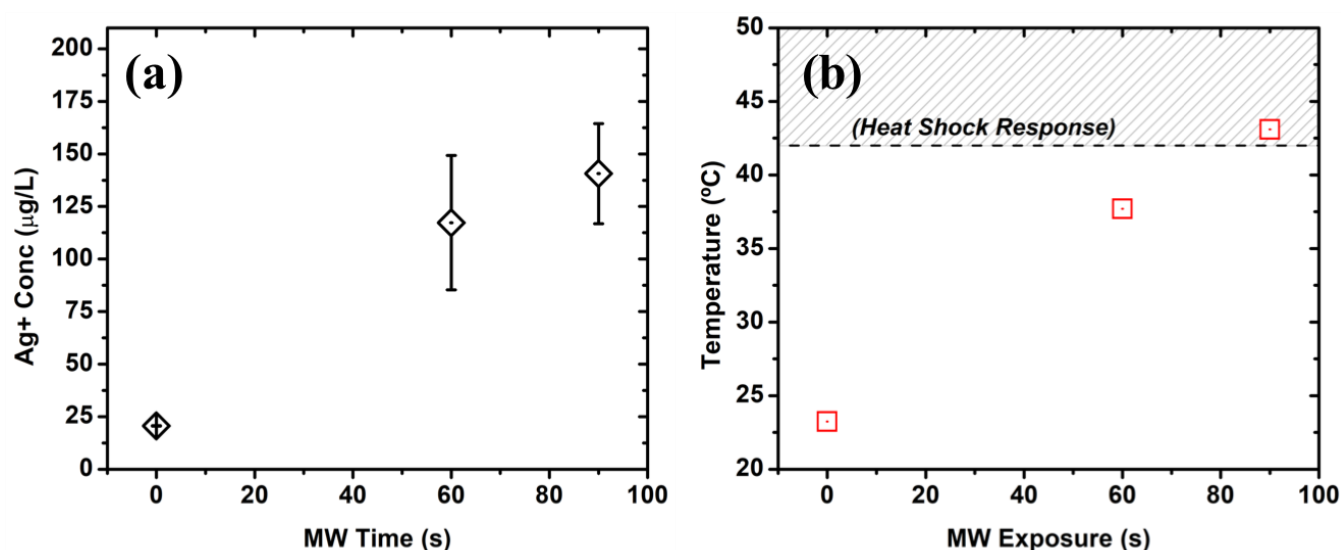 (a)
Ag+ Conc (μg/L)
200
175
150
125
100
75
50
25
0
0 20 40 60 80 100
MW Time (s)
(b)
(Heat Shock Response)
Temperature (ºC)
50
45
40
35
30
25
20
0 20 40 60 80 100
MW Exposure (s)